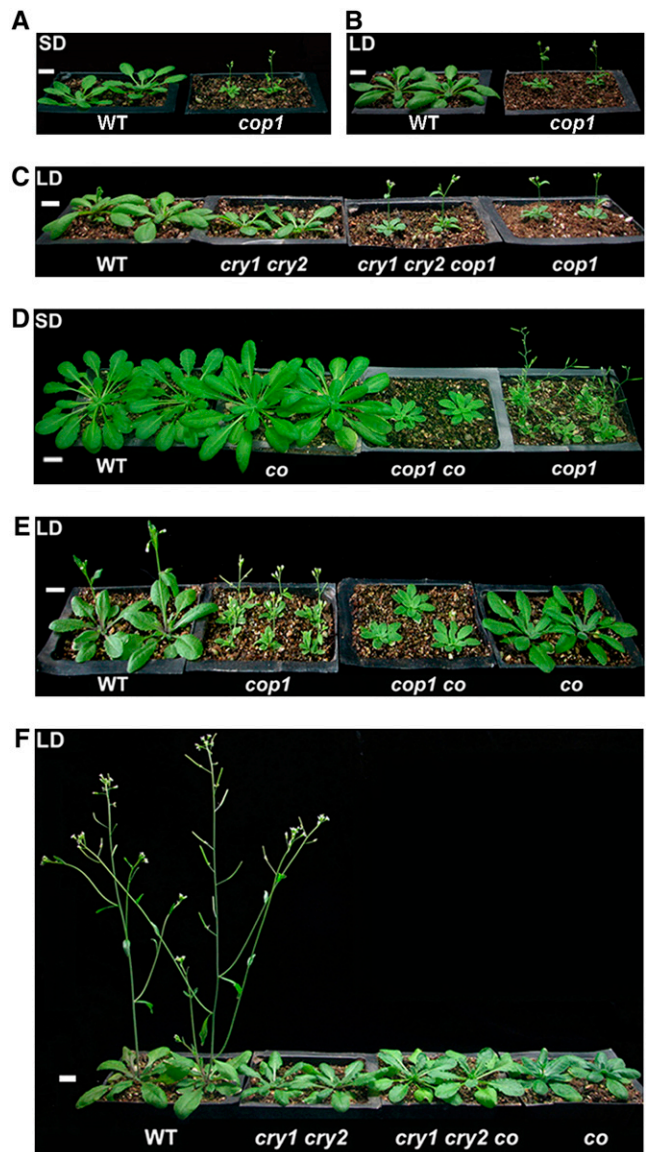 A
SD
WT cop1
B
LD
WT cop1
C
LD
WT cry1 cry2 cry1 cry2 cop1 cop1
D
SD
WT co cop1 co cop1
E
LD
WT cop1 cop1 co co
F
LD
WT cry1 cry2 cry1 cry2 co co